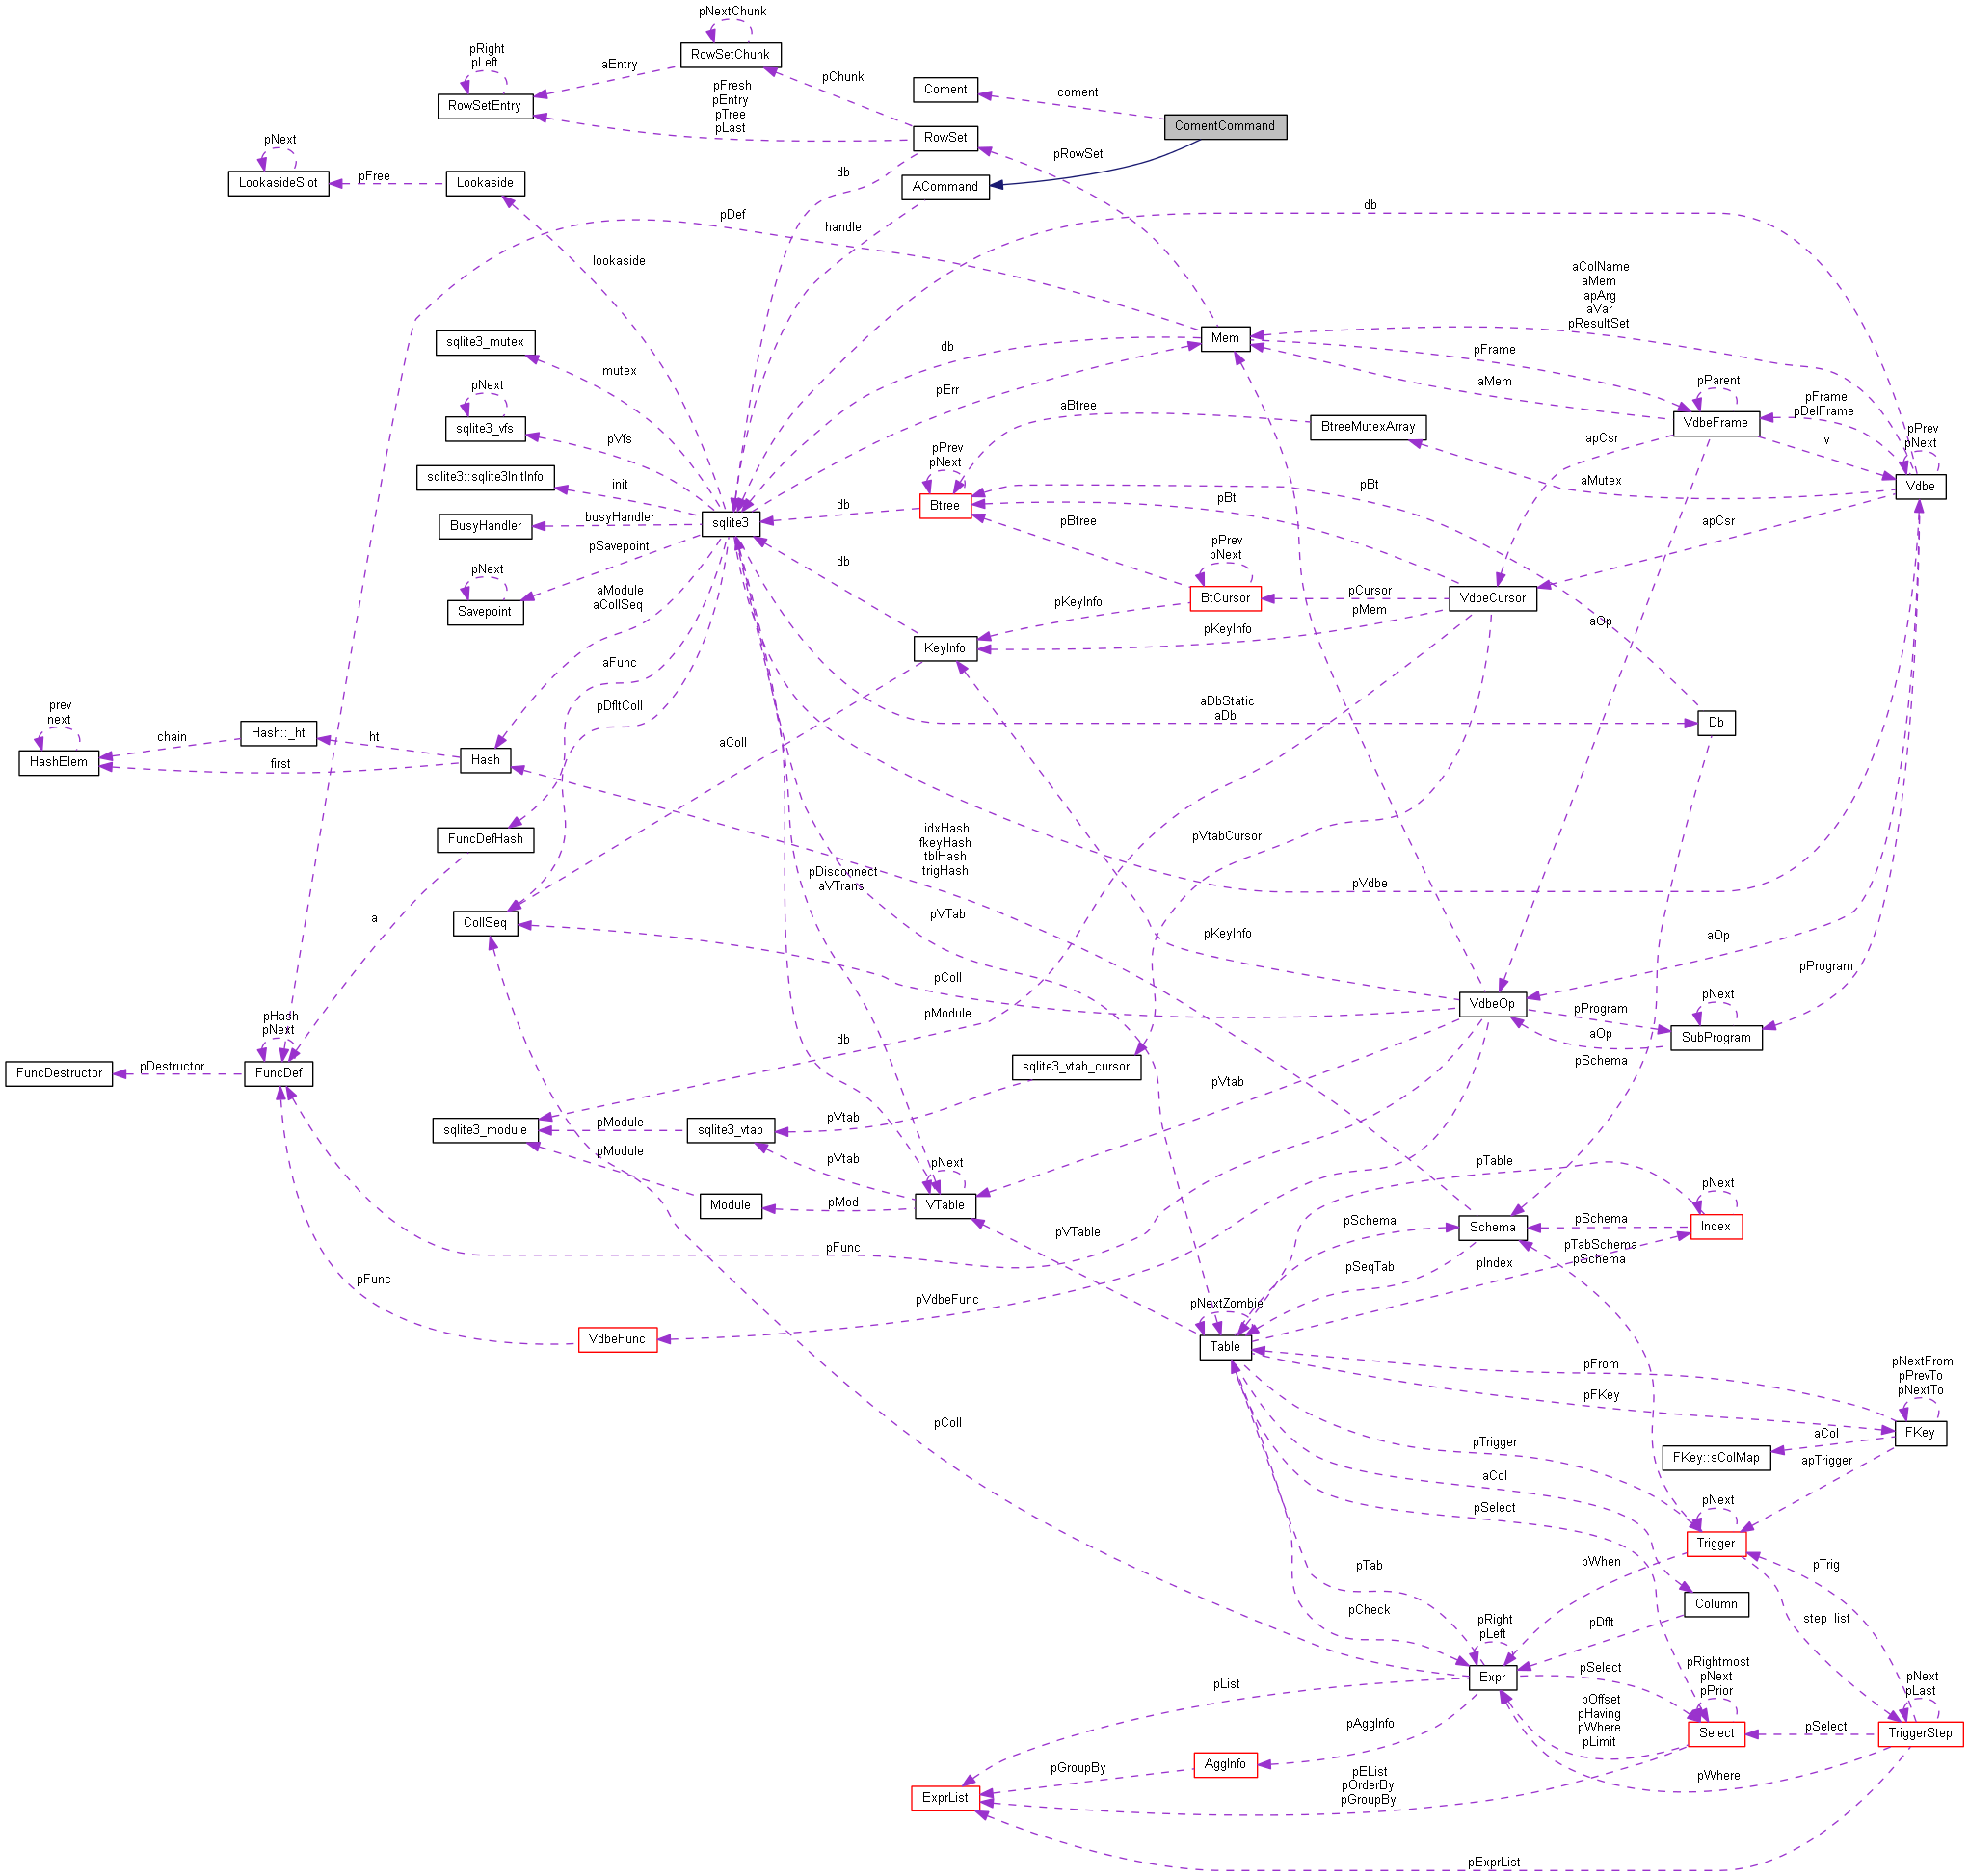 pNextChunk
RowSetChunk
pRight
pLeft
aEntry
RowSetEntry
pChunk
pFresh
pEntry
pTree
pLast
Coment
coment
ComentCommand
RowSet
pRowSet
pNext
LookasideSlot
pFree
Lookaside
db
ACommand
pDef
handle
db
lookaside
aColName
aMem
apArg
aVar
pResultSet
sqlite3_mutex
mutex
db
Mem
pFrame
pErr
aMem
pParent
VdbeFrame
pFrame
pDelFrame
pNext
sqlite3_vfs
pVfs
aBtree
BtreeMutexArray
apCsr
v
pPrev
pNext
Vdbe
pPrev
pNext
Btree
sqlite3::sqlite3InitInfo
init
pBt
pBt
aMutex
BusyHandler
busyHandler
sqlite3
db
pBtree
apCsr
pSavepoint
pNext
Savepoint
db
pPrev
pNext
BtCursor
pCursor
pMem
VdbeCursor
aModule
aCollSeq
pKeyInfo
pKeyInfo
aOp
KeyInfo
aFunc
pDfltColl
aDbStatic
aDb
Db
prev
next
HashElem
chain
Hash::_ht
ht
first
Hash
aColl
FuncDefHash
idxHash
fkeyHash
tblHash
trigHash
pVtabCursor
pDisconnect
aVTrans
pVdbe
a
CollSeq
pVTab
pKeyInfo
aOp
pColl
pProgram
pHash
pNext
FuncDef
pModule
VdbeOp
pProgram
pNext
SubProgram
aOp
db
pSchema
FuncDestructor
pDestructor
sqlite3_vtab_cursor
pVtab
sqlite3_module
pModule
sqlite3_vtab
pVtab
pModule
pVtab
pNext
VTable
pMod
Module
pTable
pNext
Index
pSchema
Schema
pSchema
pVTable
pFunc
pTabSchema
pSchema
pSeqTab
pIndex
pFunc
pVdbeFunc
VdbeFunc
pNextZombie
Table
pFrom
pNextFrom
pPrevTo
pNextTo
FKey
pFKey
pColl
aCol
FKey::sColMap
apTrigger
pTrigger
aCol
pNext
Trigger
pSelect
pTab
pWhen
pTrig
pCheck
Column
step_list
pDflt
pRight
pLeft
Expr
pSelect
pRightmost
pNext
pPrior
Select
pNext
pLast
TriggerStep
pList
pOffset
pHaving
pWhere
pLimit
pAggInfo
pSelect
AggInfo
pGroupBy
pEList
pOrderBy
pGroupBy
pWhere
ExprList
pExprList